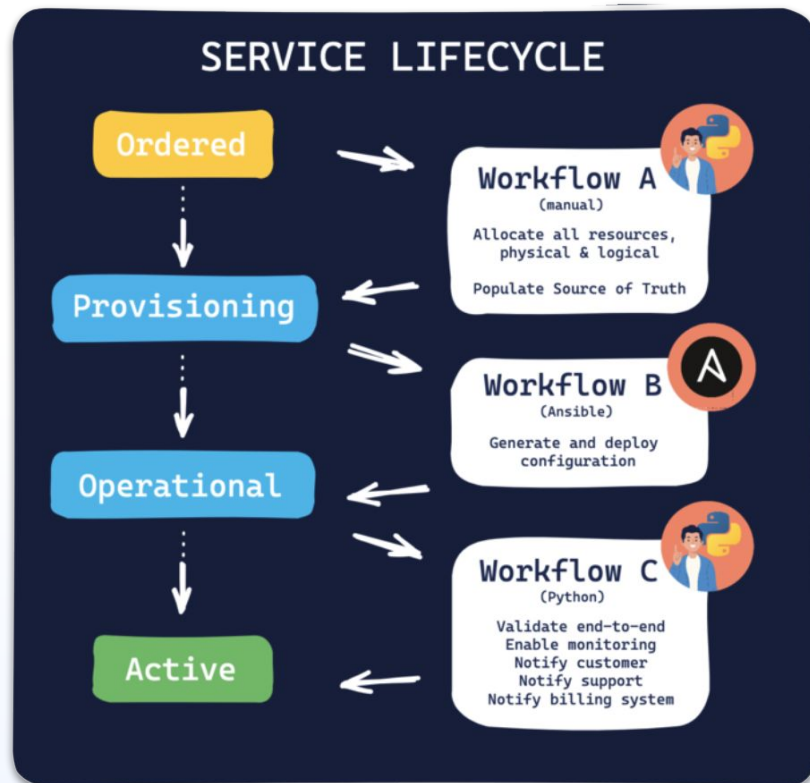 SERVICE LIFECYCLE
Ordered
Workflow A
(manual)
Allocate all resources,
physical & logical
Populate Source of Truth
Provisioning
Workflow B
(Ansible)
Generate and deploy
configuration
Operational
Workflow C
(Python)
Validate end-to-end
Enable monitoring
Notify customer
Notify support
Notify billing system
Active